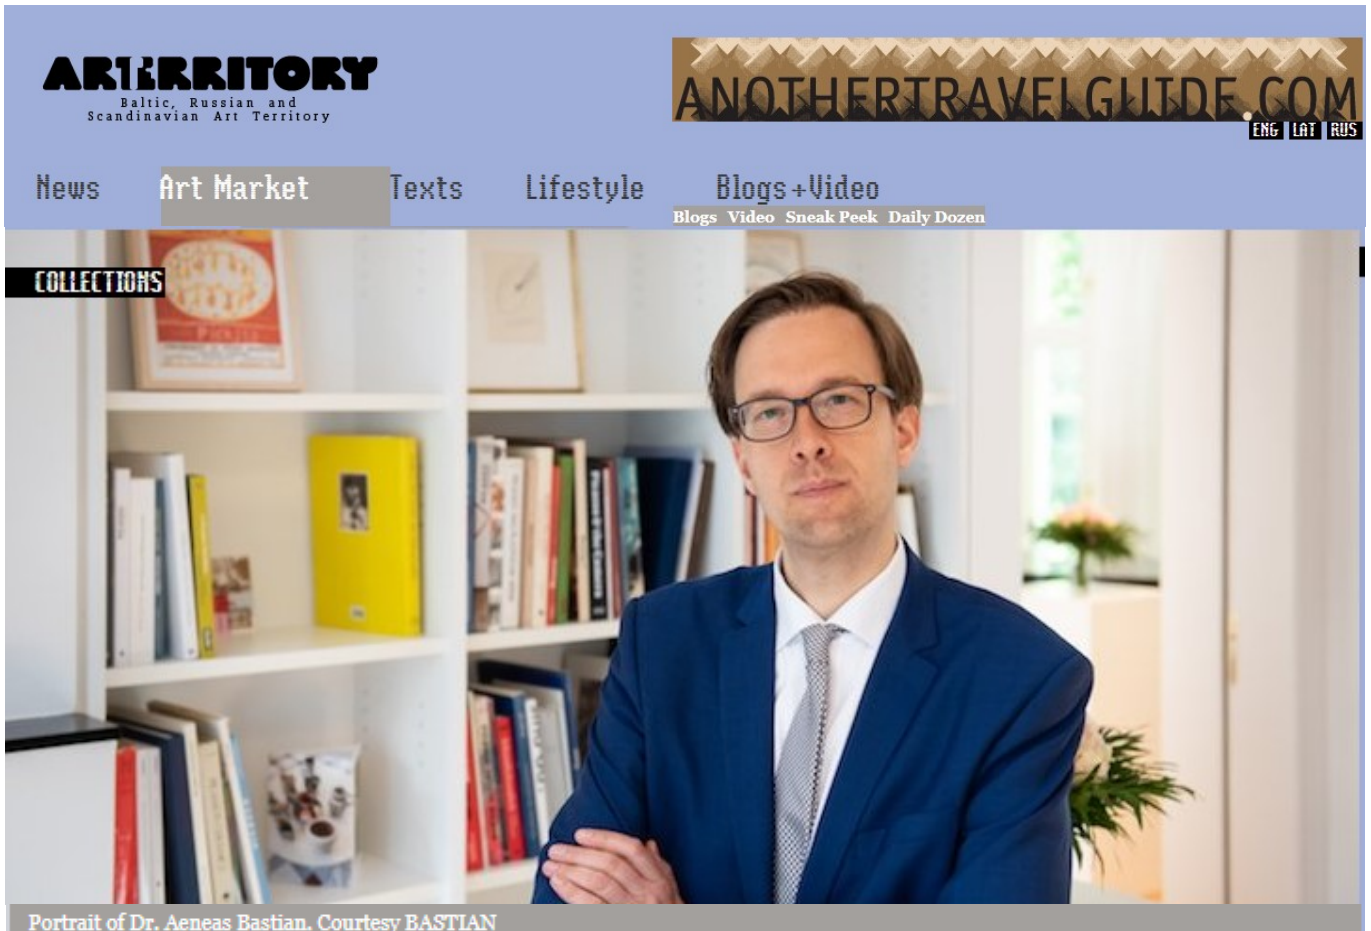 ARTERRITORY
Baltic, Russian and
Scandinavian Art Territory
ANOTHERTRAVELGUIDE.COM
ENG LAT RUS
News Art Market Texts Lifestyle Blogs+Video
Blogs Video Sneak Peek Daily Dozen
COLLECTIONS
Portrait of Dr. Aeneas Bastian. Courtesy BASTIAN